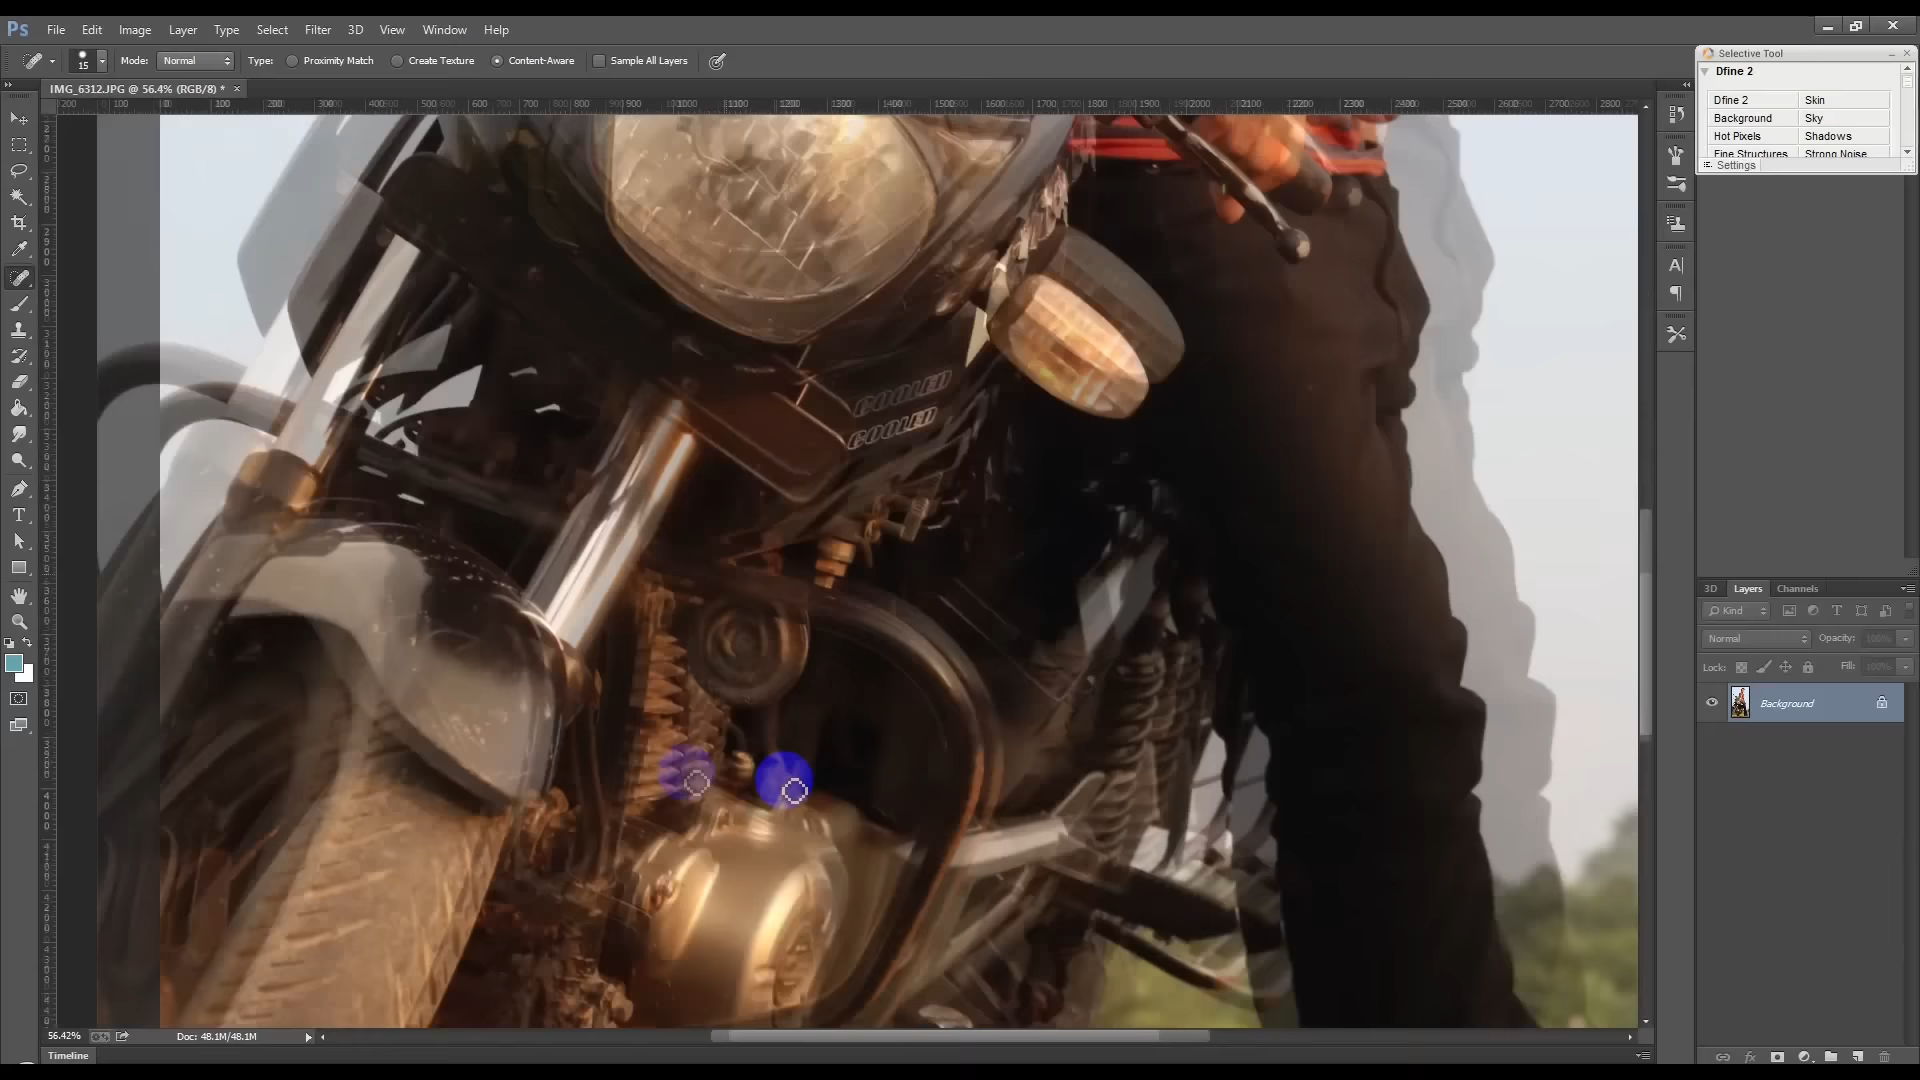 Ps File Edit Image Layer Type Select Filter 3D View Window Help
15 Mode: Normal Type: Proximity Match Create Texture Content-Aware Sample All Layers
IMG_6312.JPG @ 56.4% (RGB/8) * ×
Selective Tool
Dfine 2
Dfine 2 Skin
Background Sky
Hot Pixels Shadows
Fine Structures Strong Noise
Settings
COOLED
COOLED
3D Layers Channels
Kind
Normal Opacity: 100%
Lock: Fill: 100%
Background
56.42% Doc: 48.1M/48.1M
Timeline